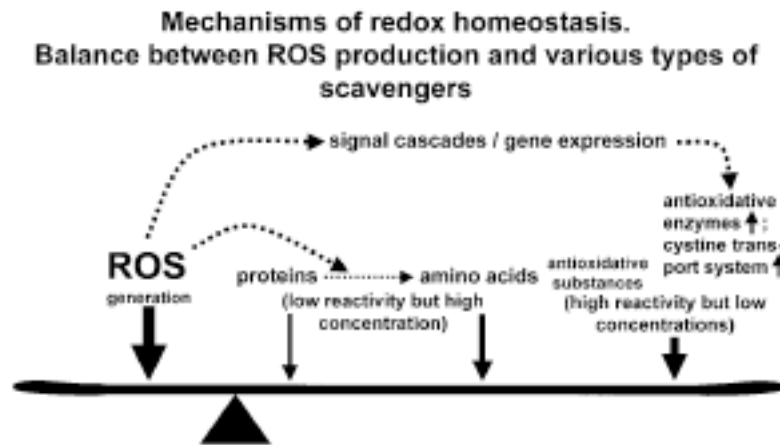 Mechanisms of redox homeostasis.
Balance between ROS production and various types of
scavengers
signal cascades / gene expression
ROS
generation
proteins
amino acids
(low reactivity but high
concentration)
antioxidative
substances
antioxidative
enzymes ↑ ;
cystine trans-
port system ↑
(high reactivity but low
concentrations)